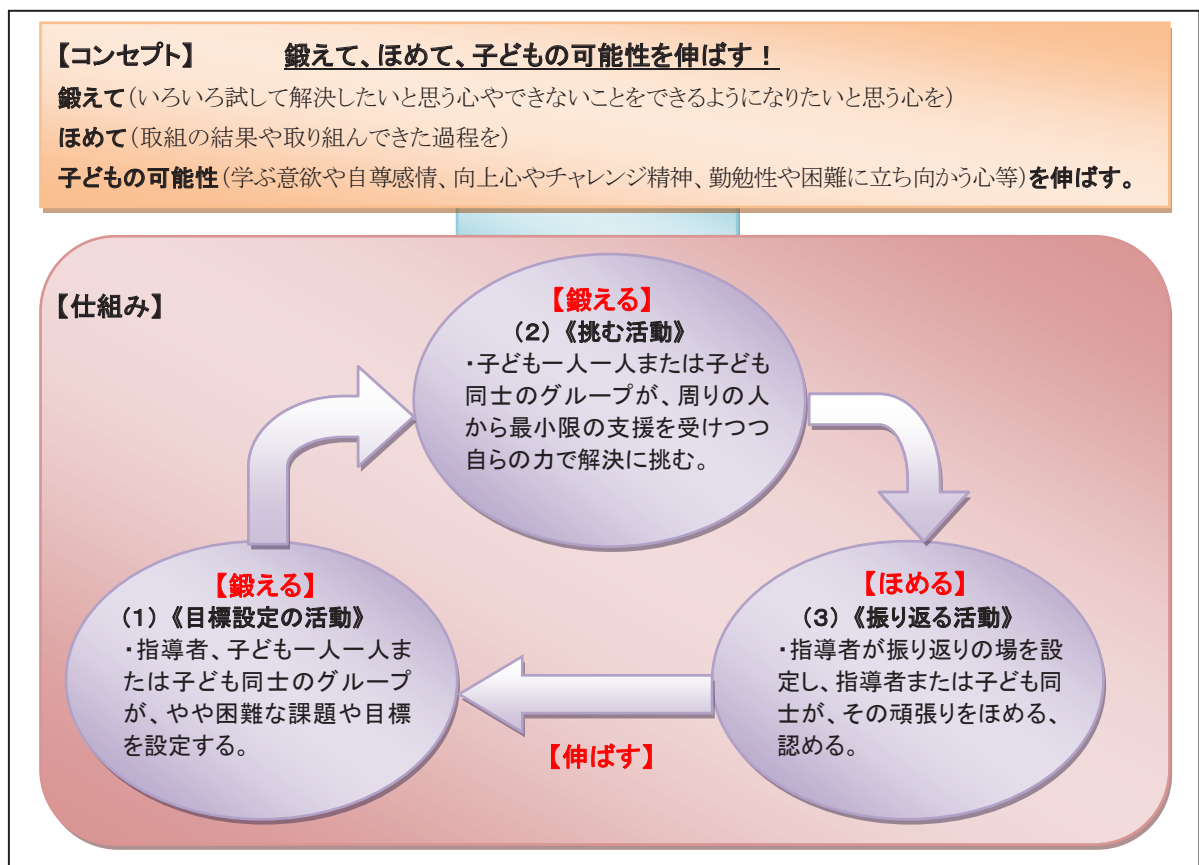 【コンセプト】 鍛えて、ほめて、子どもの可能性を伸ばす！
鍛えて（いろいろ試して解決したいと思う心やできないことをできるようになりたいと思う心を）
ほめて（取組の結果や取り組んできた過程を）
子どもの可能性（学ぶ意欲や自尊感情、向上心やチャレンジ精神、勤勉性や困難に立ち向かう心等）を伸ばす。
【仕組み】
【鍛える】
（2）《挑む活動》
・子ども一人一人または子ども
同士のグループが、周りの人
から最小限の支援を受けつつ
自らの力で解決に挑む。
【鍛える】
（1）《目標設定の活動》
・指導者、子ども一人一人ま
たは子ども同士のグループ
が、やや困難な課題や目標
を設定する。
【ほめる】
（3）《振り返る活動》
・指導者が振り返りの場を設
定し、指導者または子ども同
士が、その頑張りをほめる、
認める。
【伸ばす】